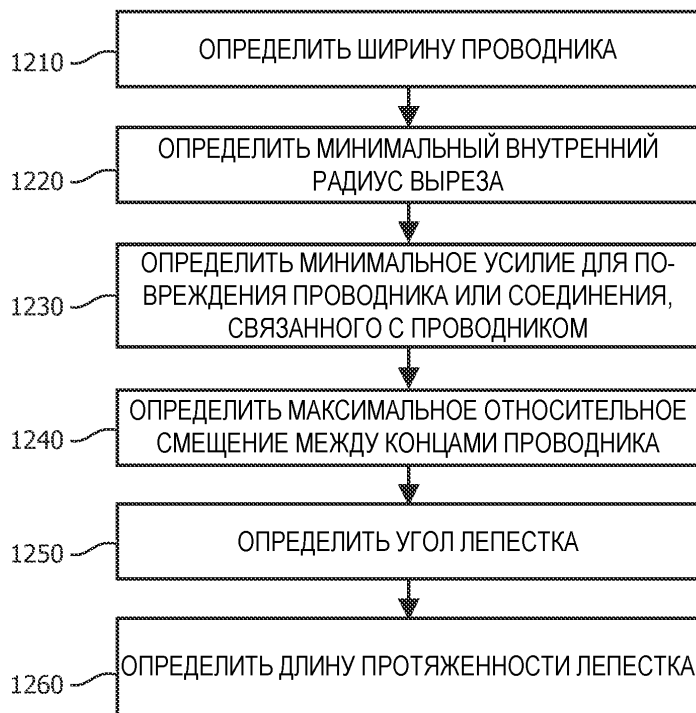 1210
ОПРЕДЕЛИТЬ ШИРИНУ ПРОВОДНИКА
1220
ОПРЕДЕЛИТЬ МИНИМАЛЬНЫЙ ВНУТРЕННИЙ
РАДИУС ВЫРЕЗА
1230
ОПРЕДЕЛИТЬ МИНИМАЛЬНОЕ УСИЛИЕ ДЛЯ ПО-
ВРЕЖДЕНИЯ ПРОВОДНИКА ИЛИ СОЕДИНЕНИЯ,
СВЯЗАННОГО С ПРОВОДНИКОМ
1240
ОПРЕДЕЛИТЬ МАКСИМАЛЬНОЕ ОТНОСИТЕЛЬНОЕ
СМЕЩЕНИЕ МЕЖДУ КОНЦАМИ ПРОВОДНИКА
1250
ОПРЕДЕЛИТЬ УГОЛ ЛЕПЕСТКА
1260
ОПРЕДЕЛИТЬ ДЛИНУ ПРОТЯЖЕННОСТИ ЛЕПЕСТКА